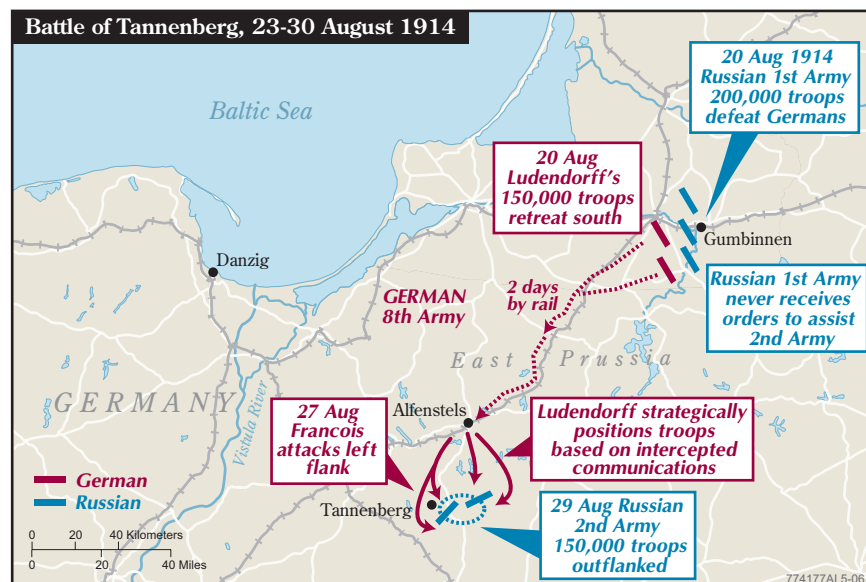 Battle of Tannenberg, 23-30 August 1914
20 Aug 1914
Russian 1st Army
200,000 troops
defeat Germans
Baltic Sea
20 Aug
Ludendorff's
150,000 troops
retreat south
Gumbinnen
Danzig
Russian 1st Army
never receives
orders to assist
2nd Army
GERMAN
8th Army
2 days
by rail
East Prussia
GERMANY
Vistula River
27 Aug
Francois
attacks left
flank
Alfenstels
Ludendorff strategically
positions troops
based on intercepted
communications
German
Russian
Tannenberg
29 Aug Russian
2nd Army
150,000 troops
outflanked
0 20 40 Kilometers
0 20 40 Miles
774177AL5-06